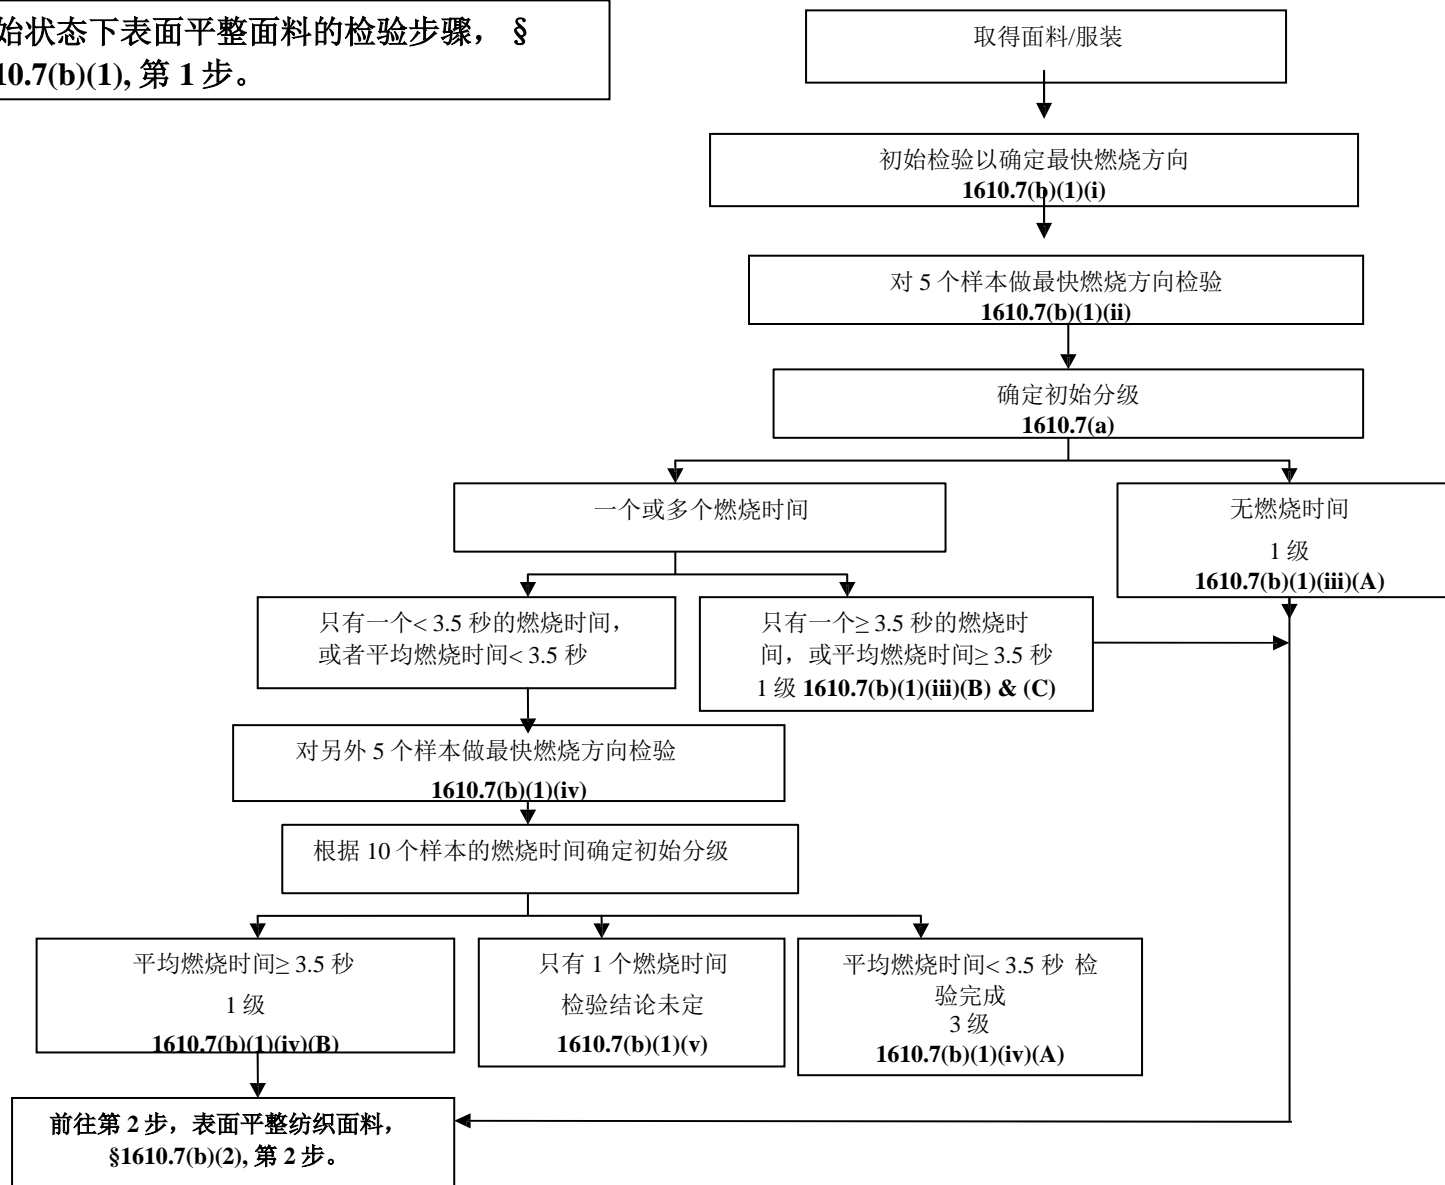 始状态下表面平整面料的检验步骤， §
10.7(b)(1), 第 1 步。
取得面料/服装
初始检验以确定最快燃烧方向
1610.7(b)(1)(i)
对 5 个样本做最快燃烧方向检验
1610.7(b)(1)(ii)
确定初始分级
1610.7(a)
一个或多个燃烧时间
无燃烧时间
1 级
1610.7(b)(1)(iii)(A)
只有一个< 3.5 秒的燃烧时间，
或者平均燃烧时间< 3.5 秒
只有一个≥ 3.5 秒的燃烧时
间，或平均燃烧时间≥ 3.5 秒
1 级 1610.7(b)(1)(iii)(B) & (C)
对另外 5 个样本做最快燃烧方向检验
1610.7(b)(1)(iv)
根据 10 个样本的燃烧时间确定初始分级
平均燃烧时间≥ 3.5 秒
1 级
1610.7(b)(1)(iv)(B)
只有 1 个燃烧时间
检验结论未定
1610.7(b)(1)(v)
平均燃烧时间< 3.5 秒 检
验完成
3 级
1610.7(b)(1)(iv)(A)
前往第 2 步，表面平整纺织面料，
§1610.7(b)(2), 第 2 步。